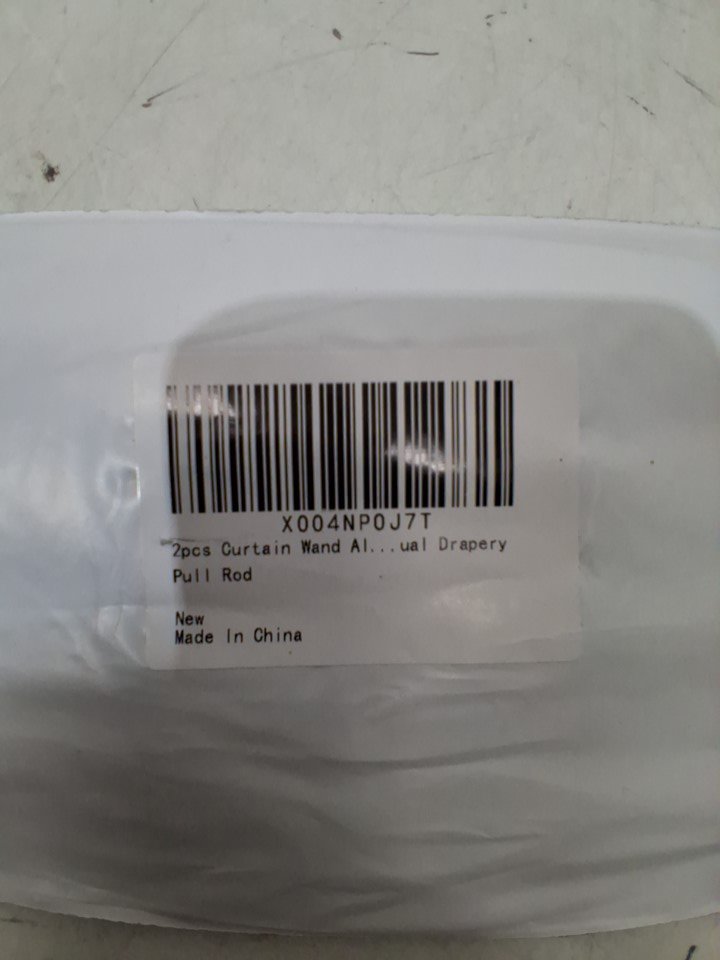 X004NP0J7T
2pcs Curtain Wand Al...ual Drapery
Pull Rod
New
Made In China